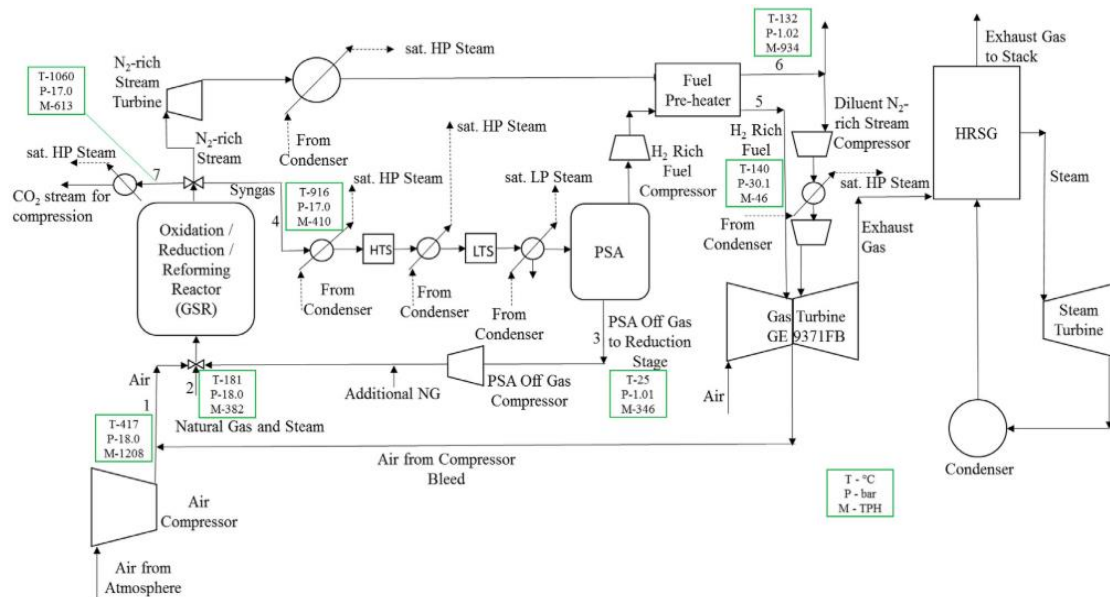 T-132
P-1.02
M-934
Exhaust Gas
to Stack
sat. HP Steam
N₂-rich
Stream
Turbine
T-1060
P-17.0
M-613
6
Fuel
Pre-heater
5
Diluent N₂-
rich Stream
Compressor
HRSG
From
Condenser
sat. HP Steam
N₂-rich
Stream
sat. HP Steam
7
CO₂ stream for
compression
Syngas
4
T-916
P-17.0
M-410
sat. HP Steam
sat. LP Steam
H₂ Rich
Fuel
Compressor
H₂ Rich
Fuel
T-140
P-30.1
M-46
sat. HP Steam
Steam
From
Condenser
Exhaust
Gas
Oxidation /
Reduction /
Reforming
Reactor
(GSR)
HTS
LTS
PSA
From
Condenser
From
Condenser
From
Condenser
Gas Turbine
GE 9371FB
Steam
Turbine
3
PSA Off Gas
to Reduction
Stage
Air
1
2
T-181
P-18.0
M-382
Additional NG
PSA Off Gas
Compressor
T-25
P-1.01
M-346
Air
Natural Gas and Steam
T-417
P-18.0
M-1208
Air from Compressor
Bleed
Condenser
T - °C
P - bar
M - TPH
Air
Compressor
Air from
Atmosphere